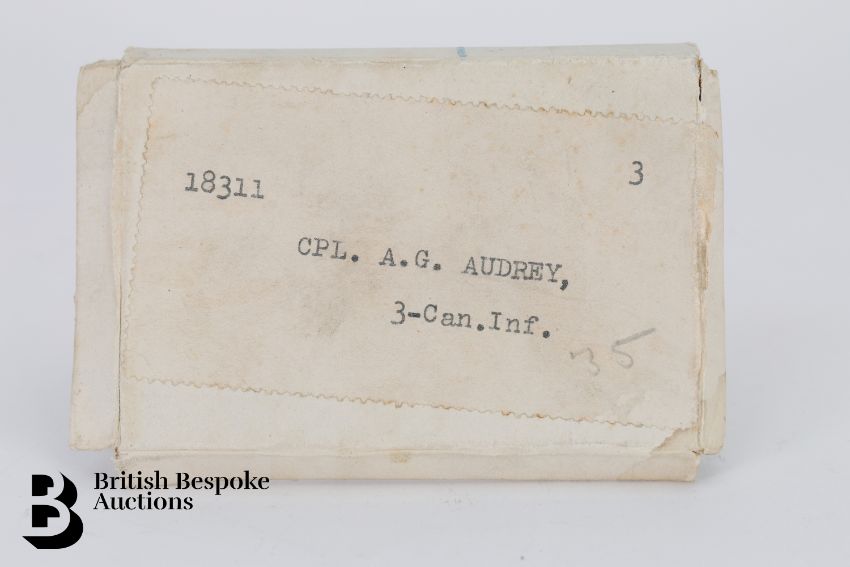 18311 3
CPL. A.G. AUDREY,
3-Can.Inf.
35
British Bespoke
Auctions